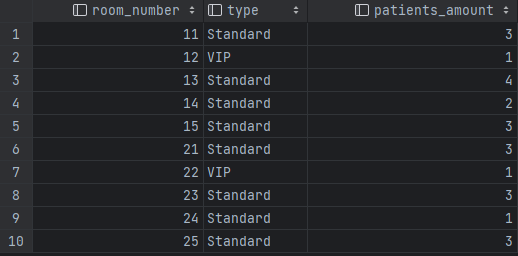 room_number type patients_amount
1 11 Standard 3
2 12 VIP 1
3 13 Standard 4
4 14 Standard 2
5 15 Standard 3
6 21 Standard 3
7 22 VIP 1
8 23 Standard 3
9 24 Standard 1
10 25 Standard 3